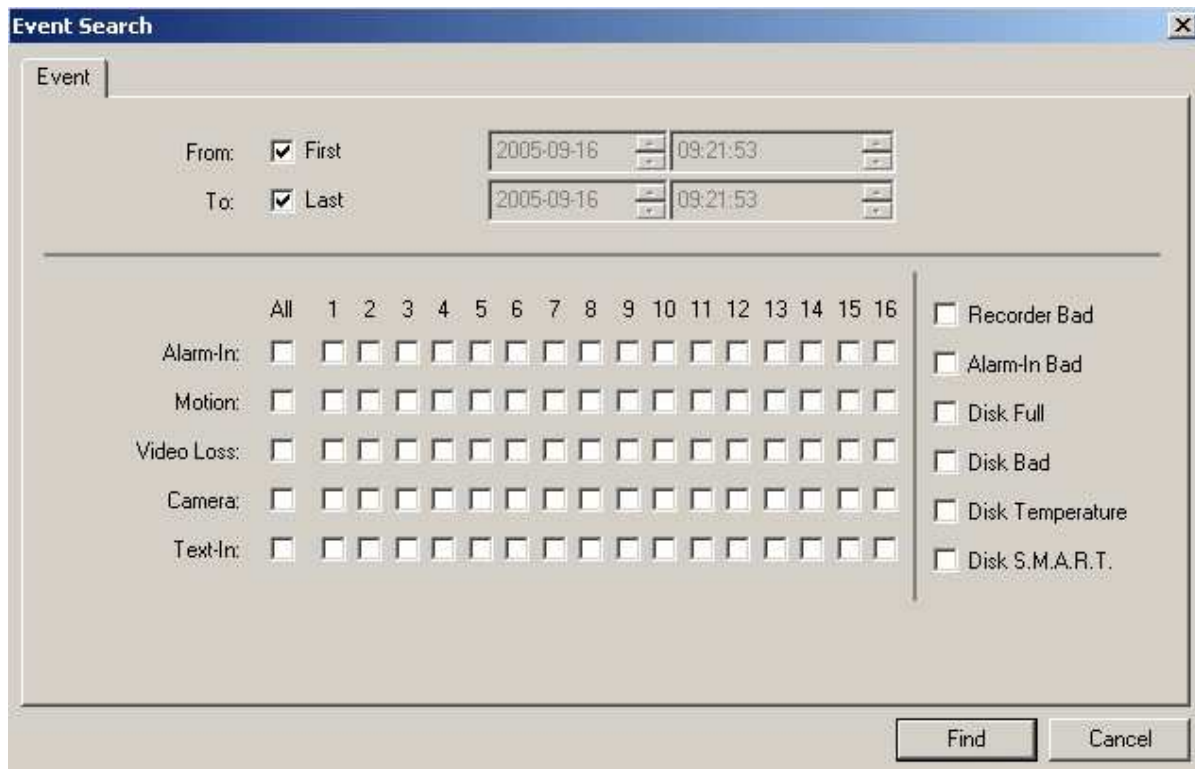 Event Search
Event
From: First 2005-09-16 09:21:53
To: Last 2005-09-16 09:21:53
All 1 2 3 4 5 6 7 8 9 10 11 12 13 14 15 16
Alarm-In:
Motion:
Video Loss:
Camera:
Text-In:
Recorder Bad
Alarm-In Bad
Disk Full
Disk Bad
Disk Temperature
Disk S.M.A.R.T.
Find Cancel